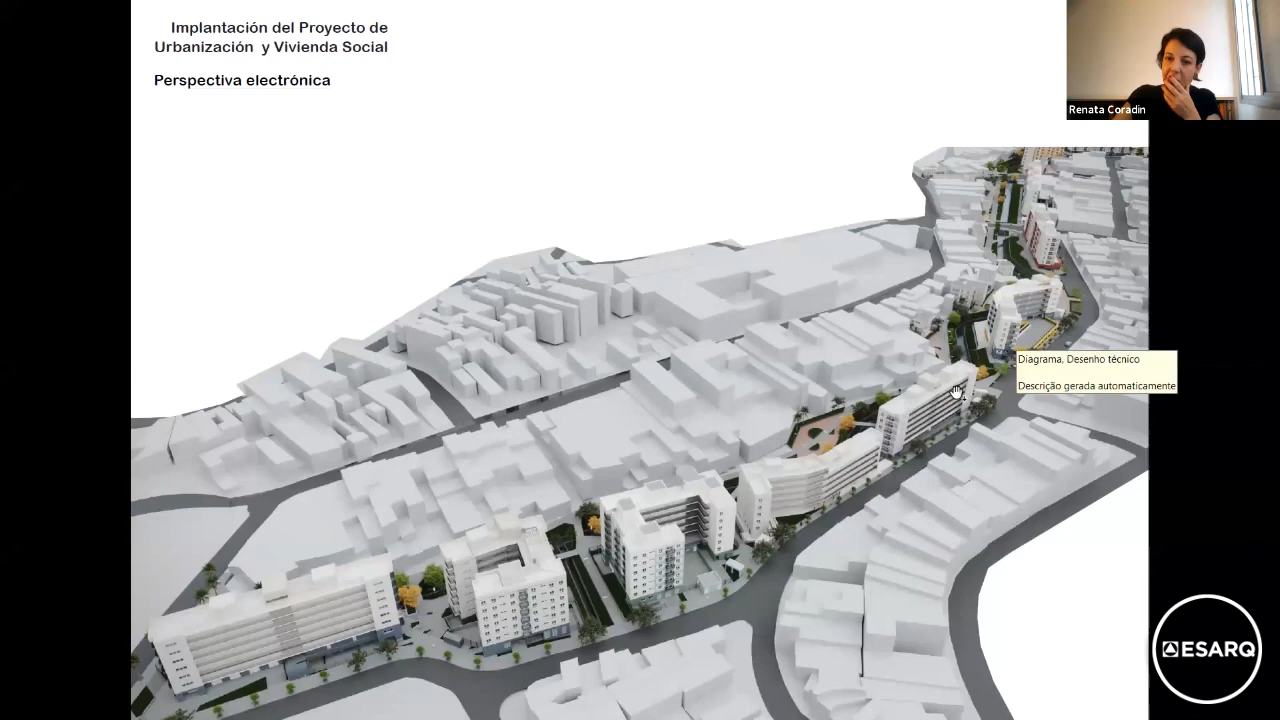 Implantación del Proyecto de
Urbanización y Vivienda Social
Perspectiva electrónica
Renata Coradin
Diagrama, Desenho técnico
Descrição gerada automaticamente
ESARQ